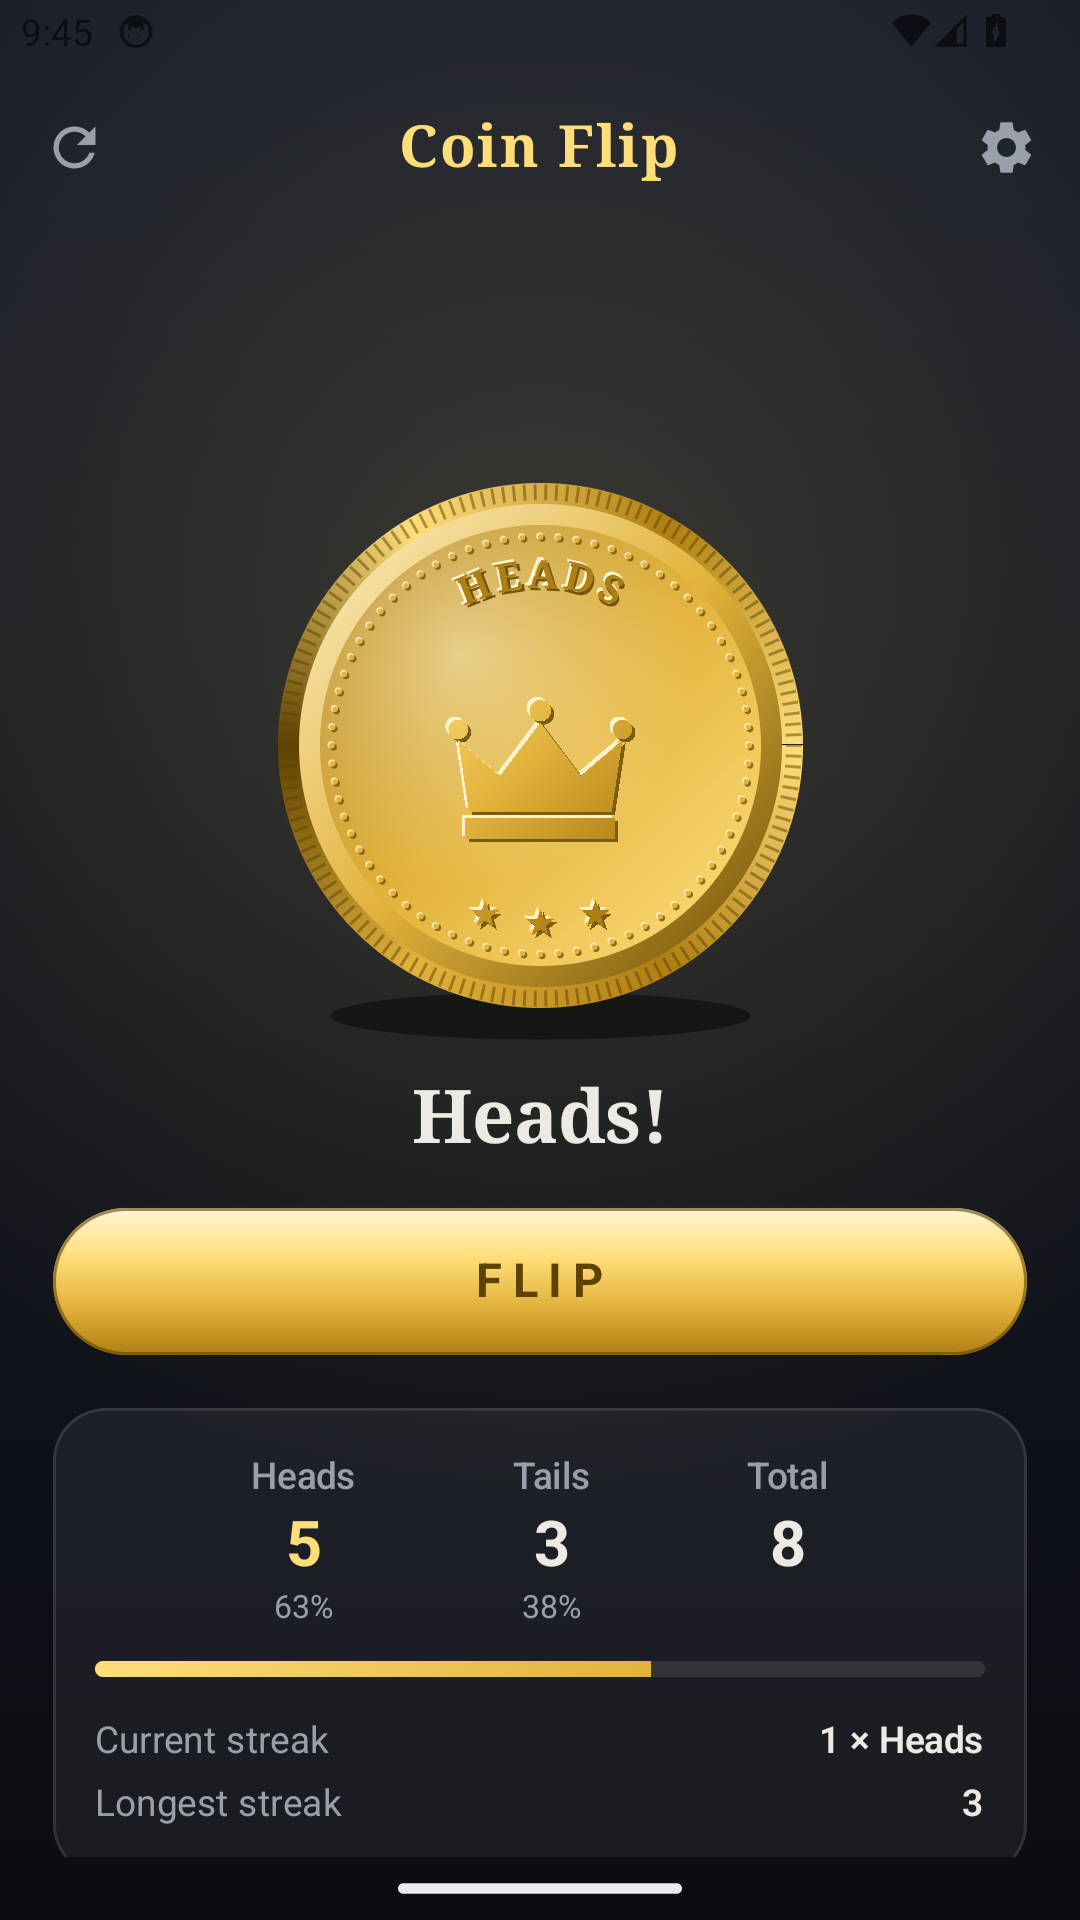 9:45
Coin Flip
HEADS
Heads!
FLIP
Heads Tails Total
5 3 8
63% 38%
Current streak 1 × Heads
Longest streak 3